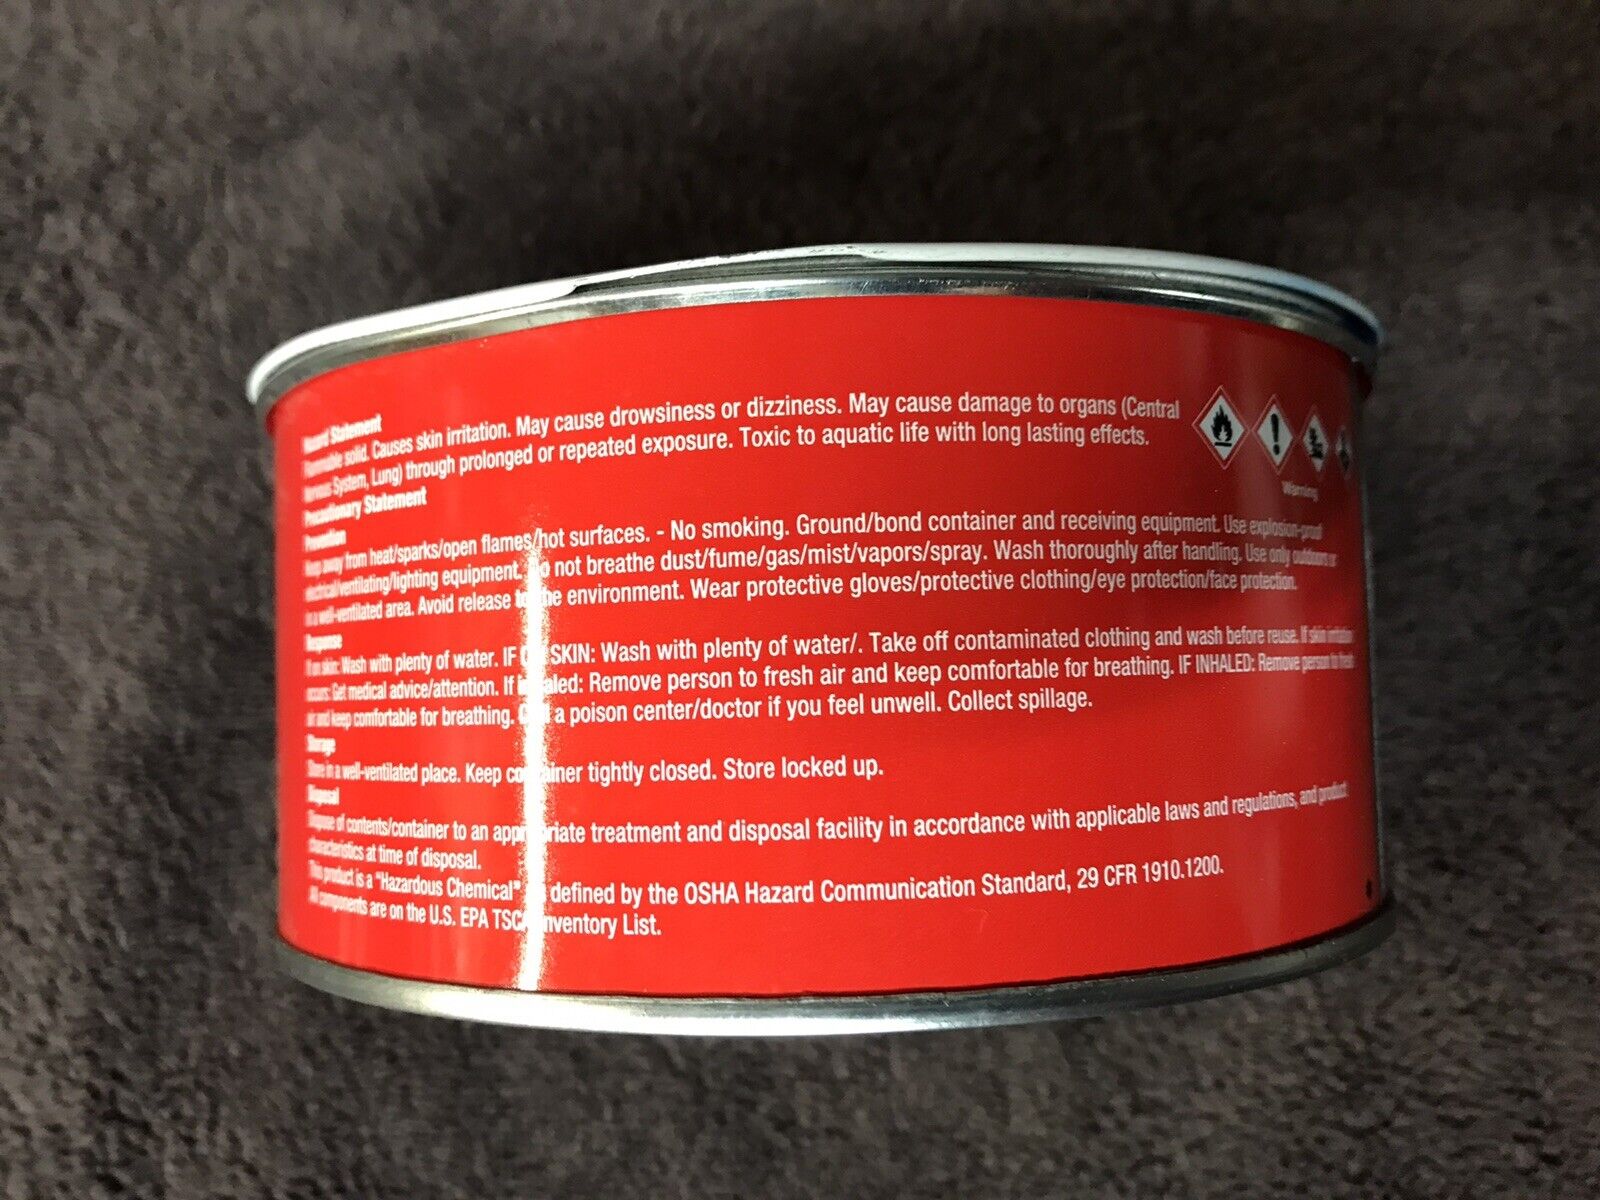 Hazard Statement
Flammable solid. Causes skin irritation. May cause drowsiness or dizziness. May cause damage to organs (Central
Nervous System, Lung) through prolonged or repeated exposure. Toxic to aquatic life with long lasting effects.
Warning
Precautionary Statement
Prevention
Keep away from heat/sparks/open flames/hot surfaces. - No smoking. Ground/bond container and receiving equipment. Use explosion-proof
electrical/ventilating/lighting equipment. Do not breathe dust/fume/gas/mist/vapors/spray. Wash thoroughly after handling. Use only outdoors or
in a well-ventilated area. Avoid release to the environment. Wear protective gloves/protective clothing/eye protection/face protection.
Response
If on skin: Wash with plenty of water. IF ON SKIN: Wash with plenty of water/. Take off contaminated clothing and wash before reuse. If skin irritation
occurs: Get medical advice/attention. If inhaled: Remove person to fresh air and keep comfortable for breathing. IF INHALED: Remove person to fresh
air and keep comfortable for breathing. Call a poison center/doctor if you feel unwell. Collect spillage.
Storage
Store in a well-ventilated place. Keep container tightly closed. Store locked up.
Disposal
Dispose of contents/container to an appropriate treatment and disposal facility in accordance with applicable laws and regulations, and product
characteristics at time of disposal.
This product is a "Hazardous Chemical" as defined by the OSHA Hazard Communication Standard, 29 CFR 1910.1200.
All components are on the U.S. EPA TSCA Inventory List.